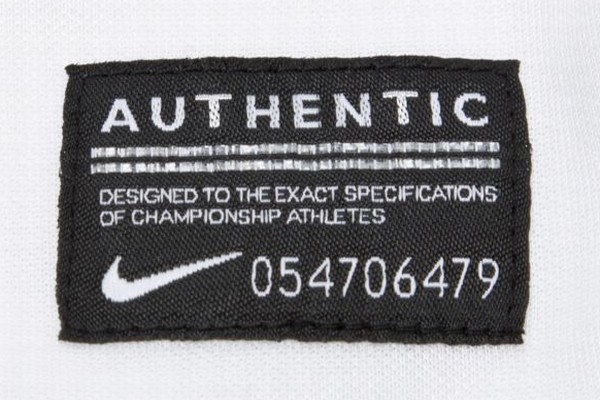 AUTHENTIC
DESIGNED TO THE EXACT SPECIFICATIONS
OF CHAMPIONSHIP ATHLETES
054706479